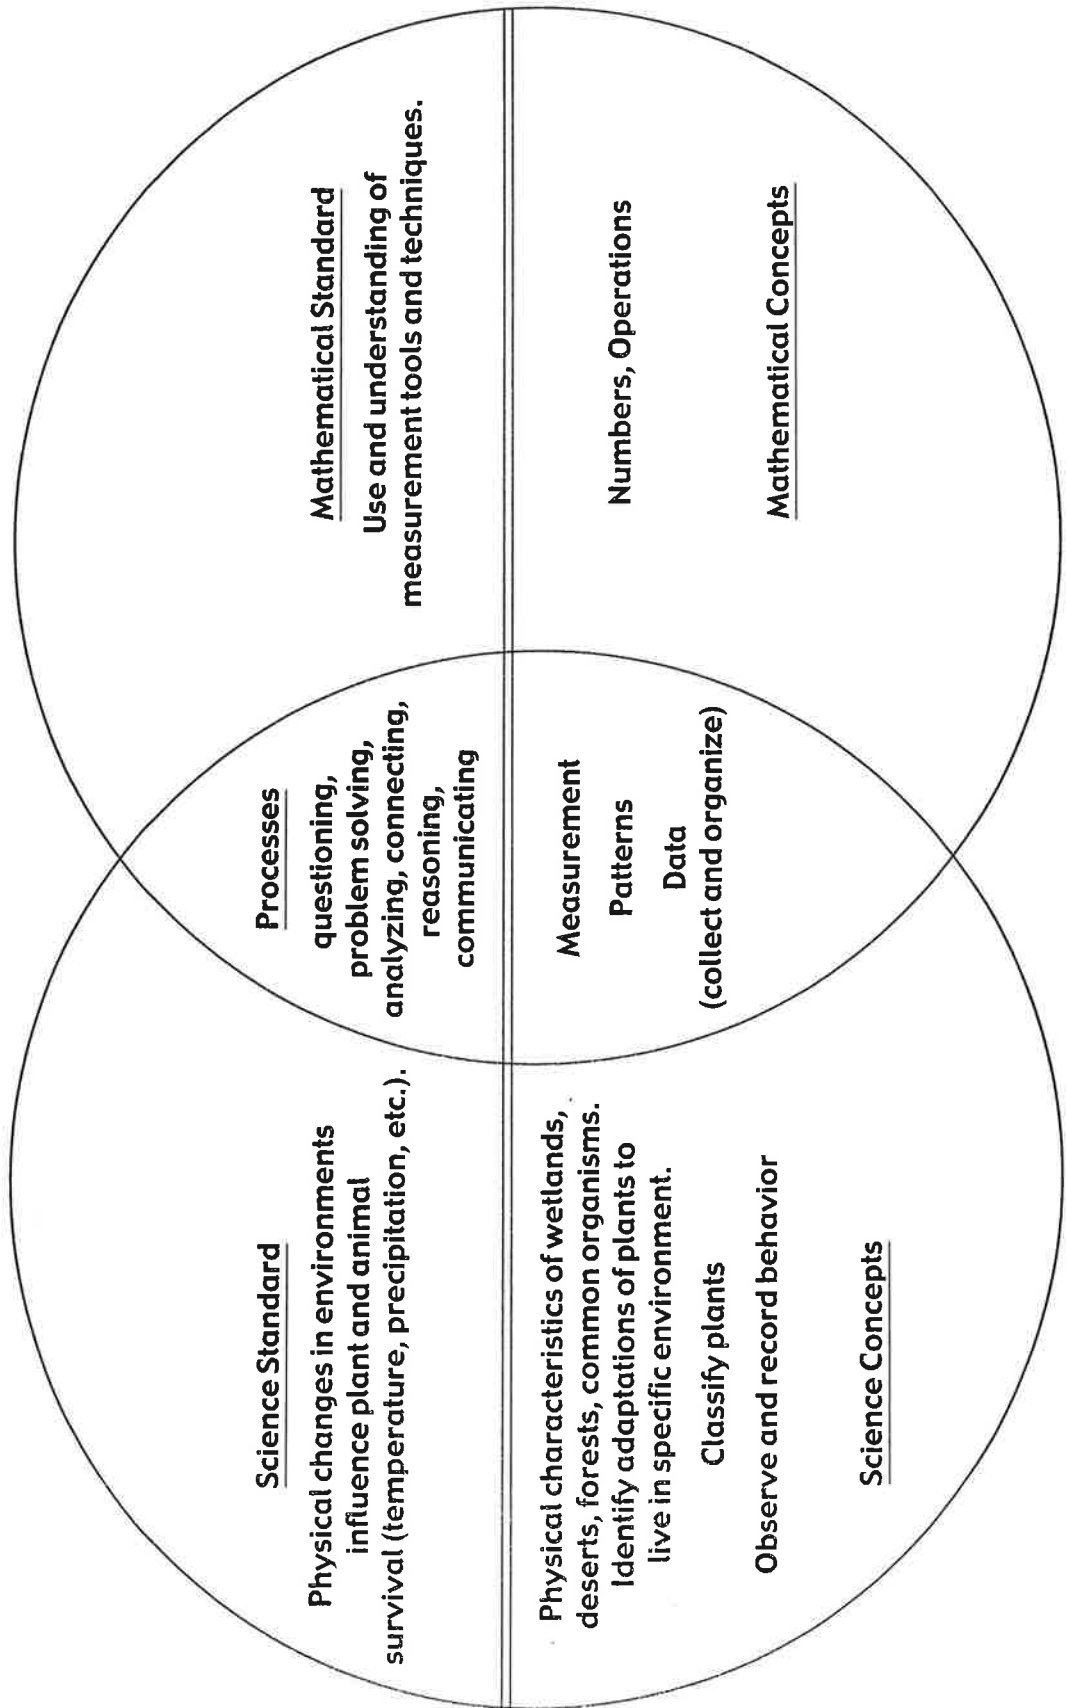 Science Standard
Physical changes in environments
influence plant and animal
survival (temperature, precipitation, etc.).
Processes
questioning,
problem solving,
analyzing, connecting,
reasoning,
communicating
Mathematical Standard
Use and understanding of
measurement tools and techniques.
Physical characteristics of wetlands,
deserts, forests, common organisms.
Identify adaptations of plants to
live in specific environment.
Classify plants
Observe and record behavior
Science Concepts
Measurement
Patterns
Data
(collect and organize)
Numbers, Operations
Mathematical Concepts